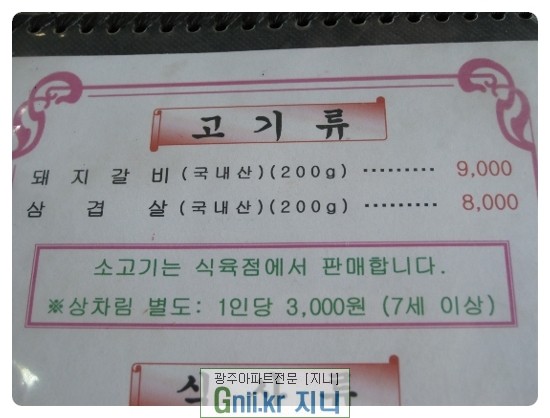 고기류
돼지갈비(국내산)(200g) ········· 9,000
삼겹살(국내산)(200g) ········· 8,000
소고기는 식육점에서 판매합니다.
※상차림 별도: 1인당 3,000원 (7세 이상)
광주아파트전문 [지니]
Gnii.kr 지니